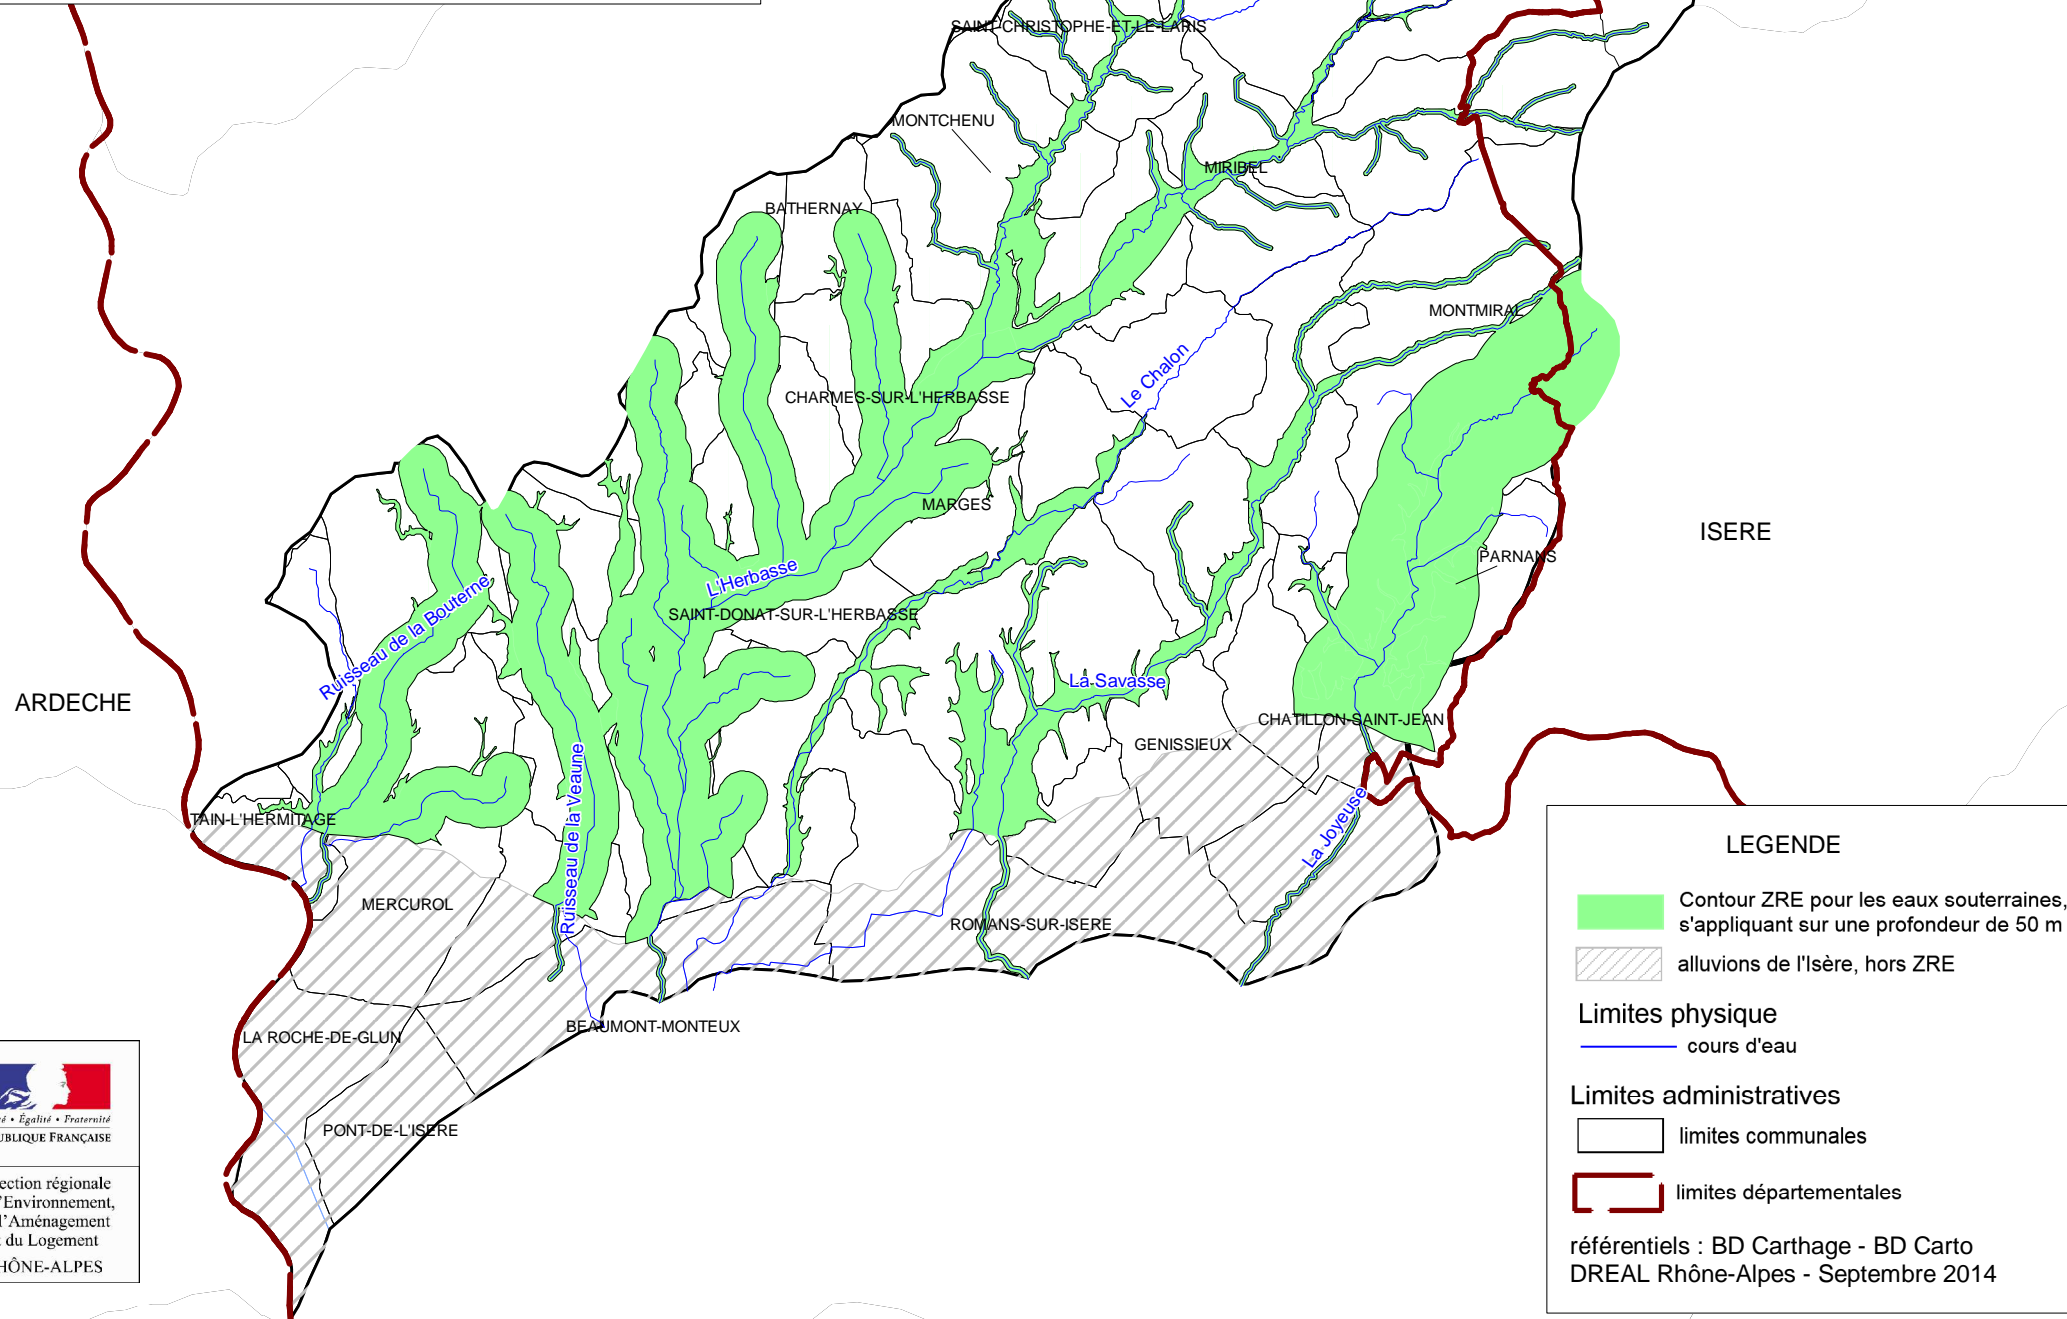 SAINT-CHRISTOPHE-ET-LE-LARIS
MONTCHENU
MIRIBEL
BATHERNAY
MONTMIRAL
Le Chalon
CHARMES-SUR-L'HERBASSE
MARGES
ISERE
PARNANS
L'Herbasse
SAINT-DONAT-SUR-L'HERBASSE
Ruisseau de la Bouterne
La Savasse
ARDECHE
CHATILLON-SAINT-JEAN
GENISSIEUX
Ruisseau de la Veaune
TAIN-L'HERMITAGE
La Joyeuse
MERCUROL
ROMANS-SUR-ISERE
BEAUMONT-MONTEUX
LA ROCHE-DE-GLUN
PONT-DE-L'ISERE
LEGENDE
Contour ZRE pour les eaux souterraines,
s'appliquant sur une profondeur de 50 m
alluvions de l'Isère, hors ZRE
Limites physique
cours d'eau
Limites administratives
limites communales
limites départementales
référentiels : BD Carthage - BD Carto
DREAL Rhône-Alpes - Septembre 2014
é • Égalité • Fraternité
UBLIQUE FRANÇAISE
ection régionale
'Environnement,
l'Aménagement
du Logement
HÔNE-ALPES